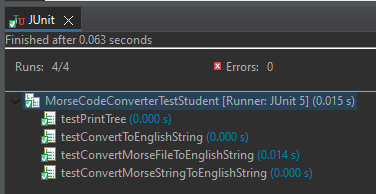 JUnit
Finished after 0.063 seconds
Runs: 4/4 Errors: 0
MorseCodeConverterTestStudent [Runner: JUnit 5] (0.015 s)
testPrintTree (0.000 s)
testConvertToEnglishString (0.000 s)
testConvertMorseFileToEnglishString (0.014 s)
testConvertMorseStringToEnglishString (0.000 s)